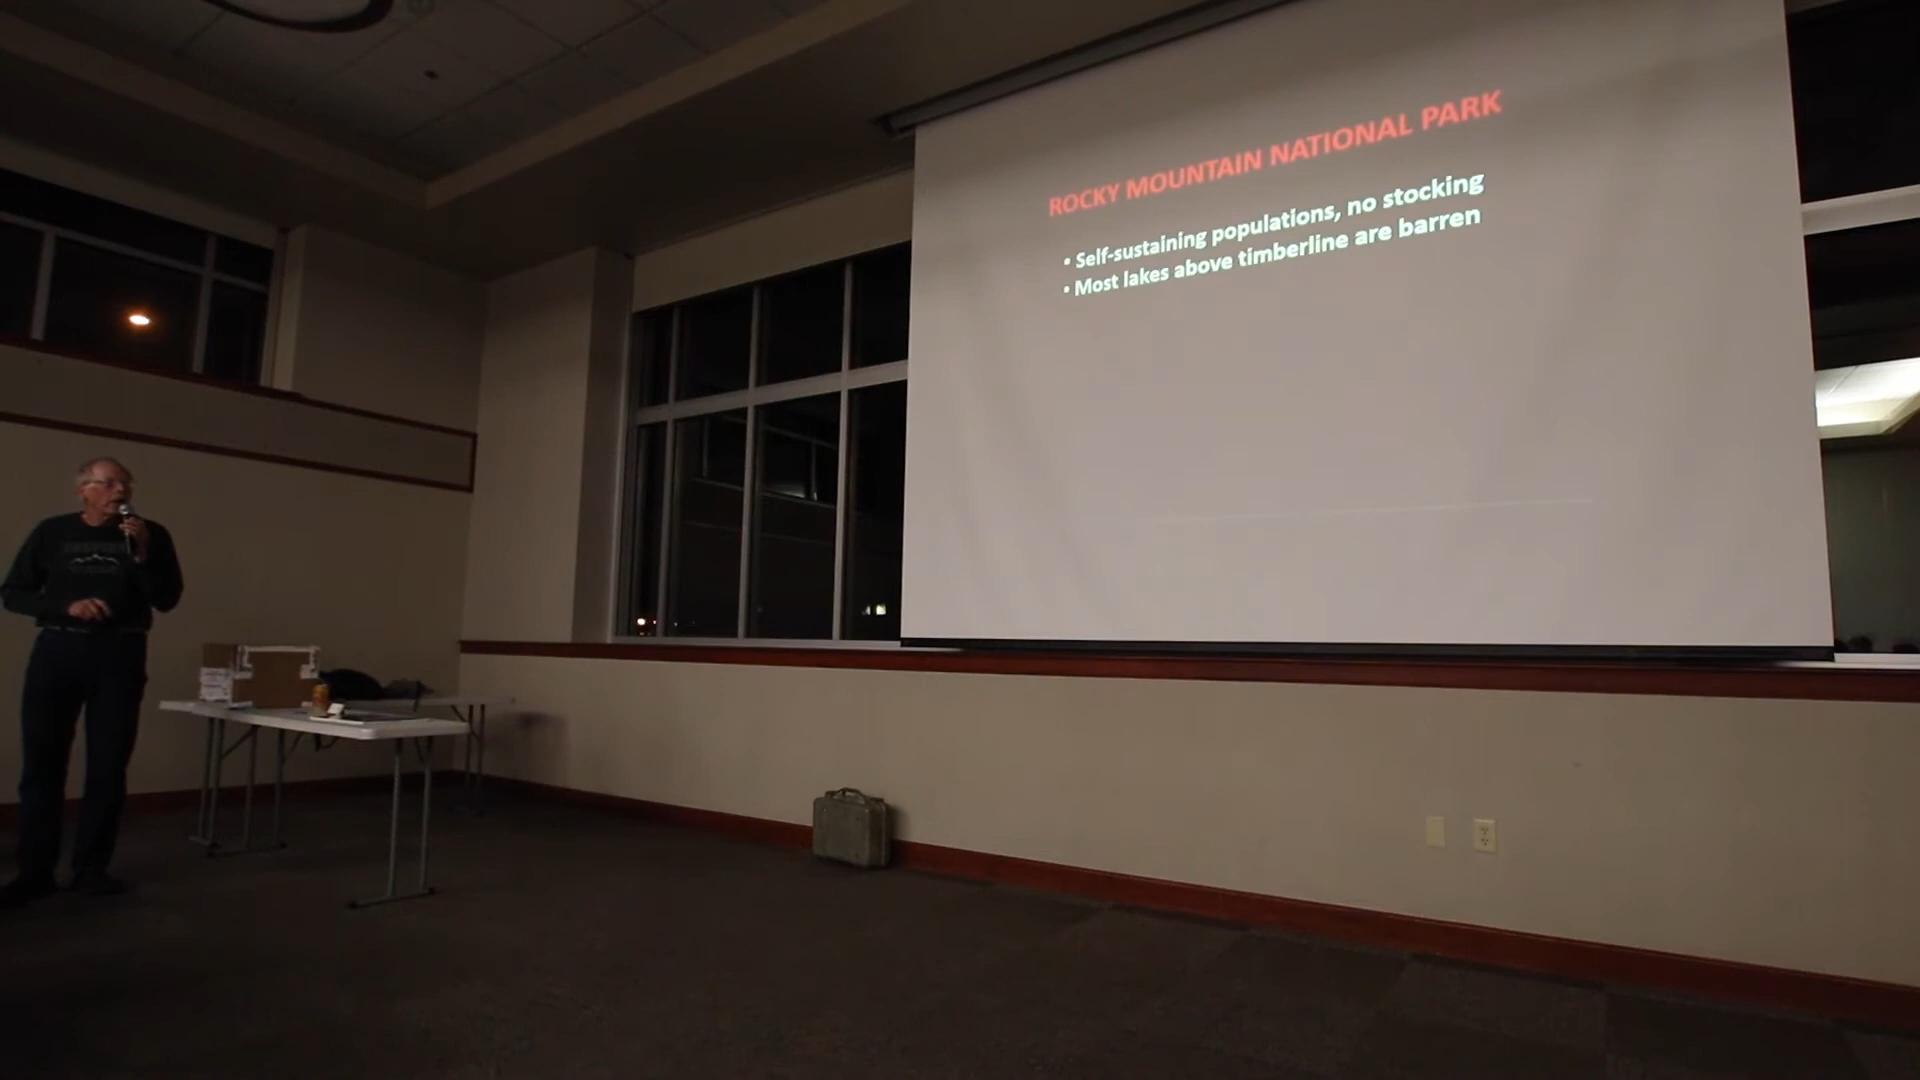 ROCKY MOUNTAIN NATIONAL PARK
• Self-sustaining populations, no stocking
• Most lakes above timberline are barren